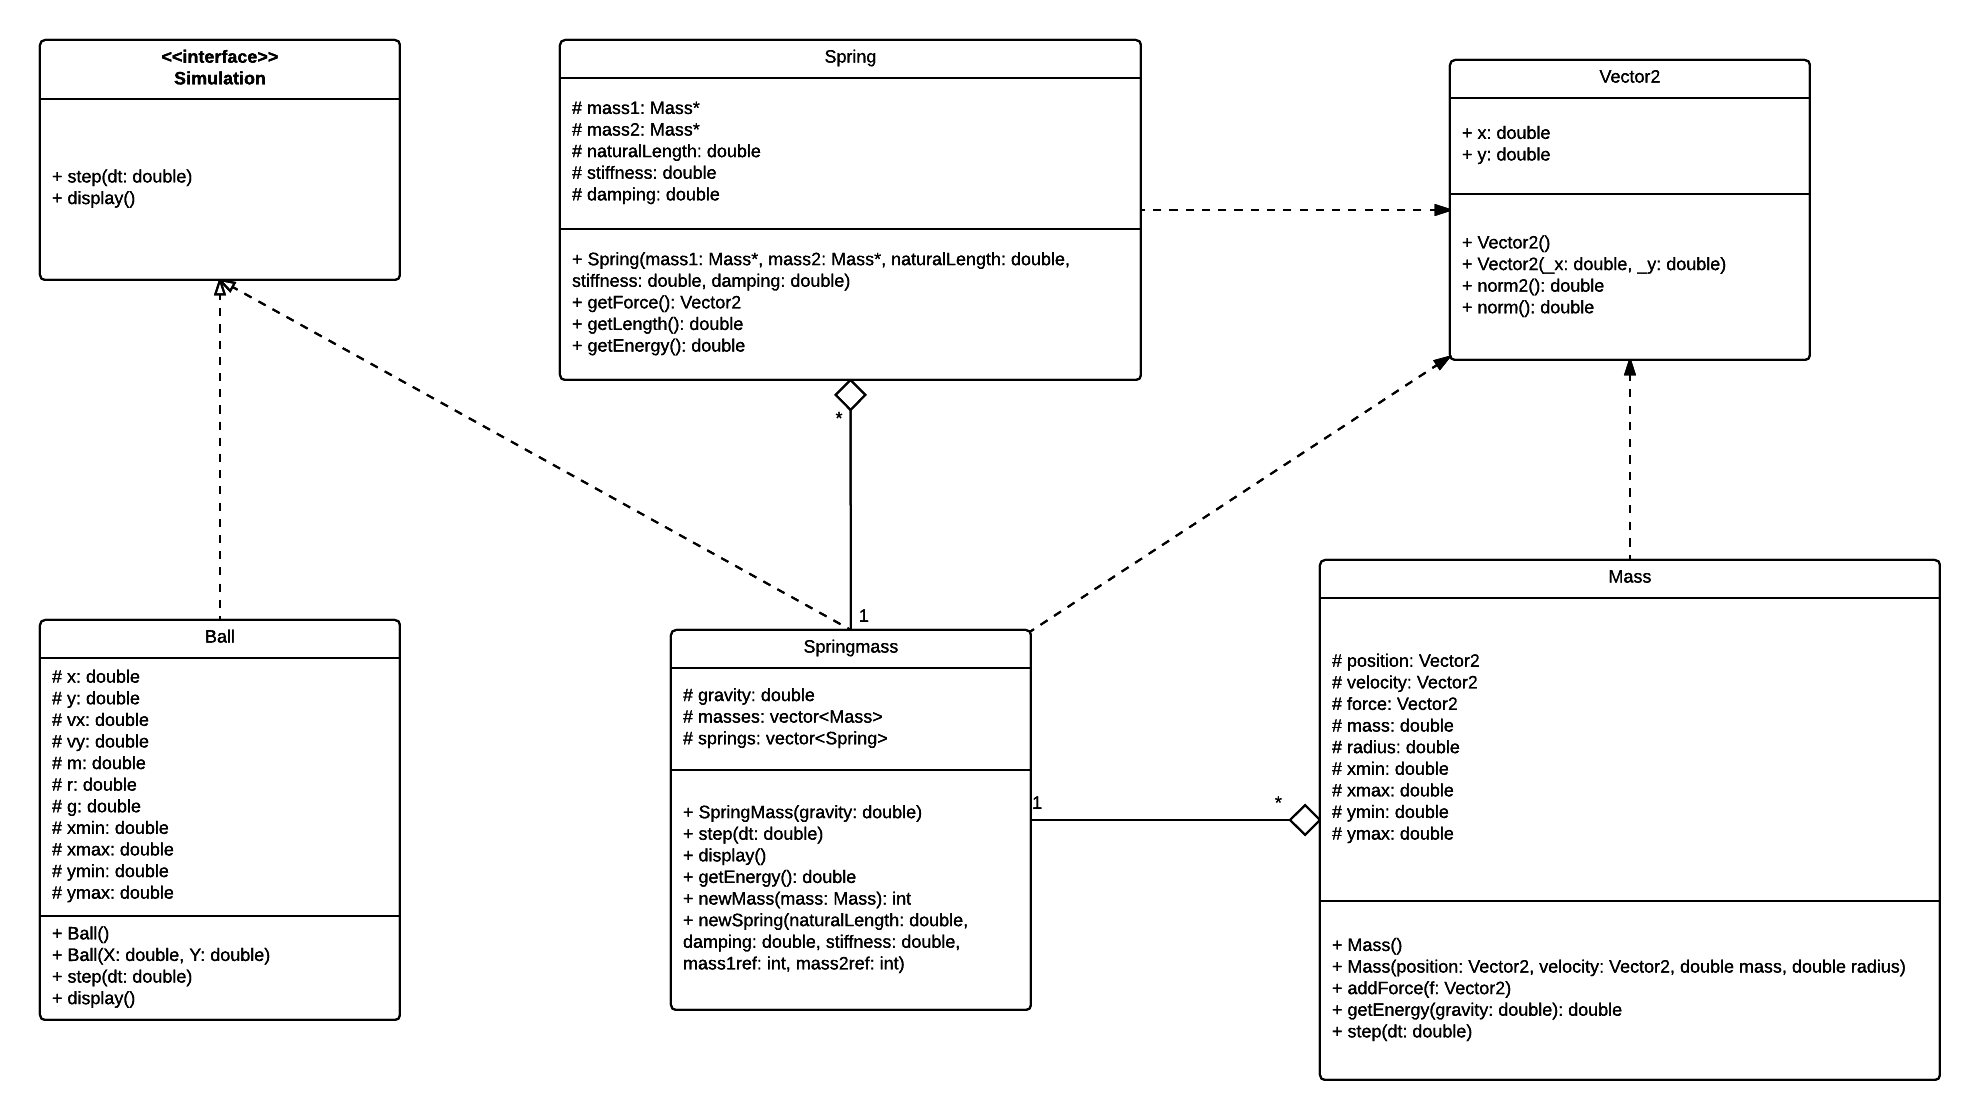 <<interface>>
Simulation
+ step(dt: double)
+ display()
Spring
# mass1: Mass*
# mass2: Mass*
# naturalLength: double
# stiffness: double
# damping: double
+ Spring(mass1: Mass*, mass2: Mass*, naturalLength: double,
stiffness: double, damping: double)
+ getForce(): Vector2
+ getLength(): double
+ getEnergy(): double
Vector2
+ x: double
+ y: double
+ Vector2()
+ Vector2(_x: double, _y: double)
+ norm2(): double
+ norm(): double
*
1
Ball
# x: double
# y: double
# vx: double
# vy: double
# m: double
# r: double
# g: double
# xmin: double
# xmax: double
# ymin: double
# ymax: double
+ Ball()
+ Ball(X: double, Y: double)
+ step(dt: double)
+ display()
Springmass
# gravity: double
# masses: vector<Mass>
# springs: vector<Spring>
+ SpringMass(gravity: double)
+ step(dt: double)
+ display()
+ getEnergy(): double
+ newMass(mass: Mass): int
+ newSpring(naturalLength: double,
damping: double, stiffness: double,
mass1ref: int, mass2ref: int)
1
*
Mass
# position: Vector2
# velocity: Vector2
# force: Vector2
# mass: double
# radius: double
# xmin: double
# xmax: double
# ymin: double
# ymax: double
+ Mass()
+ Mass(position: Vector2, velocity: Vector2, double mass, double radius)
+ addForce(f: Vector2)
+ getEnergy(gravity: double): double
+ step(dt: double)